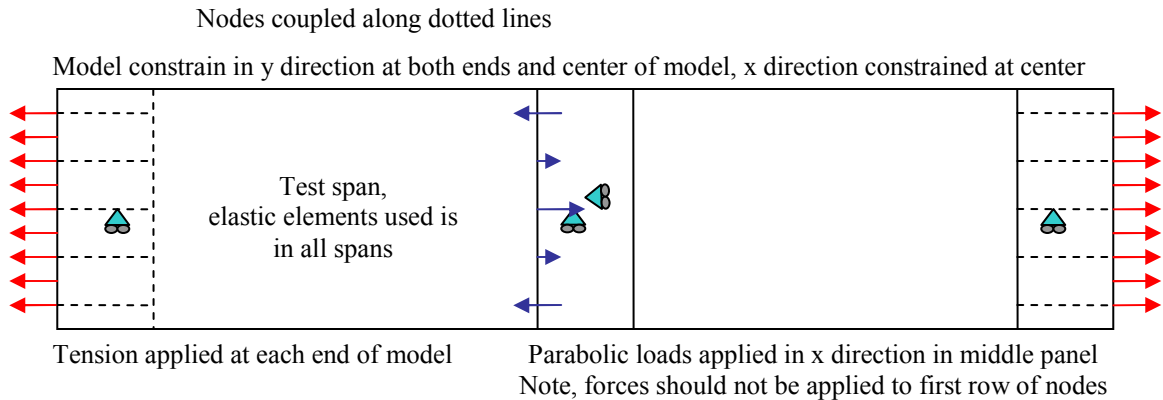 Nodes coupled along dotted lines
Model constrain in y direction at both ends and center of model, x direction constrained at center
Test span,
elastic elements used is
in all spans
Tension applied at each end of model
Parabolic loads applied in x direction in middle panel
Note, forces should not be applied to first row of nodes